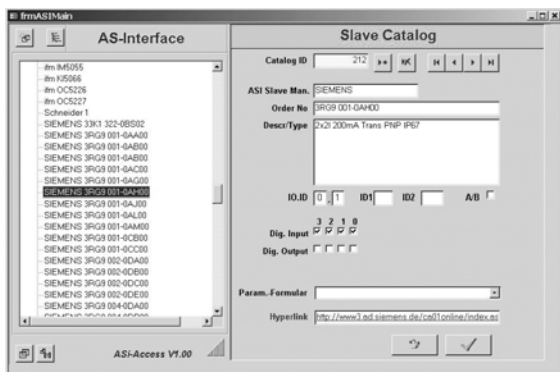 frmASIMain
AS-Interface
ifm IM5055
ifm KI5066
ifm OC5226
ifm OC5227
Schneider 1
SIEMENS 33K1 322-0BS02
SIEMENS 3RG9 001-0AA00
SIEMENS 3RG9 001-0AB00
SIEMENS 3RG9 001-0AB00
SIEMENS 3RG9 001-0AC00
SIEMENS 3RG9 001-0AG00
SIEMENS 3RG9 001-0AH00
SIEMENS 3RG9 001-0AJ00
SIEMENS 3RG9 001-0AL00
SIEMENS 3RG9 001-0AM00
SIEMENS 3RG9 001-0CB00
SIEMENS 3RG9 001-0CC00
SIEMENS 3RG9 002-0DA00
SIEMENS 3RG9 002-0DB00
SIEMENS 3RG9 002-0DC00
SIEMENS 3RG9 002-0DE00
SIEMENS 3RG9 004-0DA00
SIEMENS 3RG9
ASi-Access V1.00
Slave Catalog
Catalog ID 212
ASI Slave Man. SIEMENS
Order No 3RG9 001-0AH00
Descr/Type 2x2I 200mA Trans PNP IP67
IO.ID 0 . 1 ID1 ID2 A/B
3 2 1 0
Dig. Input
Dig. Output
Param.-Formular
Hyperlink http://www3.ad.siemens.de/ca01online/index.as